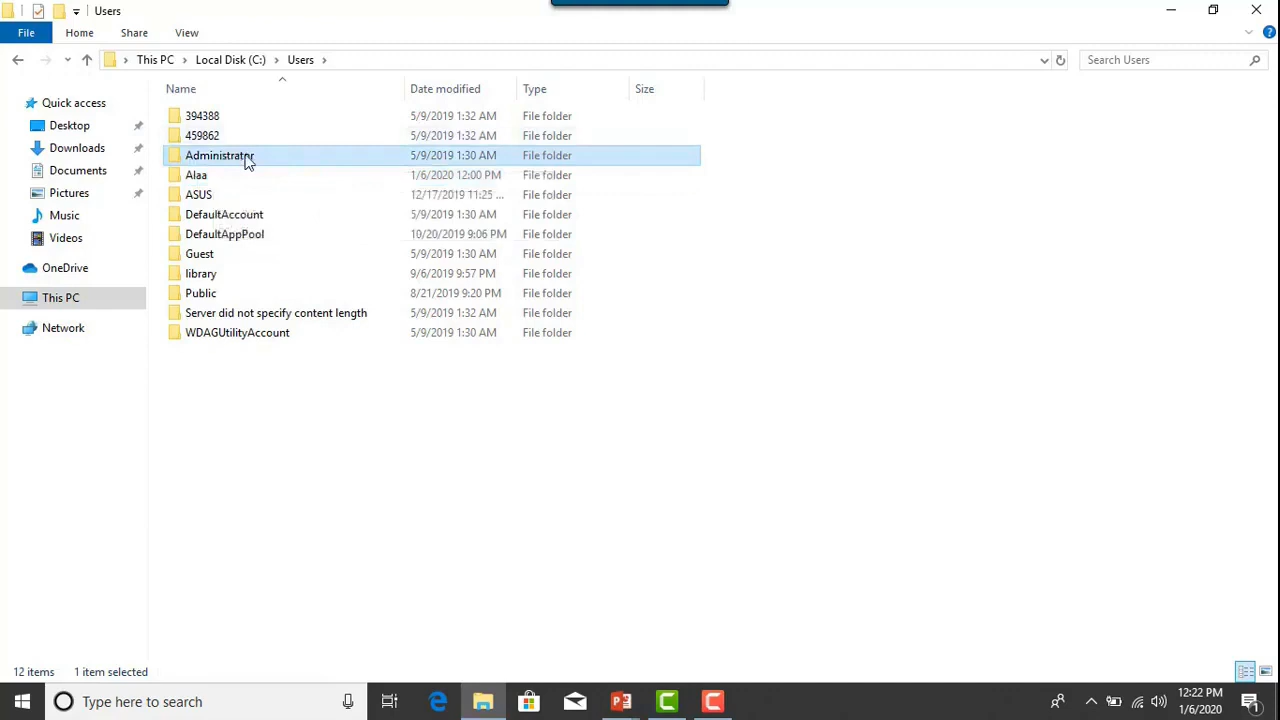 Users
File Home Share View
This PC Local Disk (C:) Users Search Users
Name Date modified Type Size
Quick access
Desktop
Downloads
Documents
Pictures
Music
Videos
OneDrive
This PC
Network
394388 5/9/2019 1:32 AM File folder
459862 5/9/2019 1:32 AM File folder
Administrator 5/9/2019 1:30 AM File folder
Alaa 1/6/2020 12:00 PM File folder
ASUS 12/17/2019 11:25 ... File folder
DefaultAccount 5/9/2019 1:30 AM File folder
DefaultAppPool 10/20/2019 9:06 PM File folder
Guest 5/9/2019 1:30 AM File folder
library 9/6/2019 9:57 PM File folder
Public 8/21/2019 9:20 PM File folder
Server did not specify content length 5/9/2019 1:32 AM File folder
WDAGUtilityAccount 5/9/2019 1:30 AM File folder
12 items 1 item selected
Type here to search
12:22 PM
1/6/2020
1